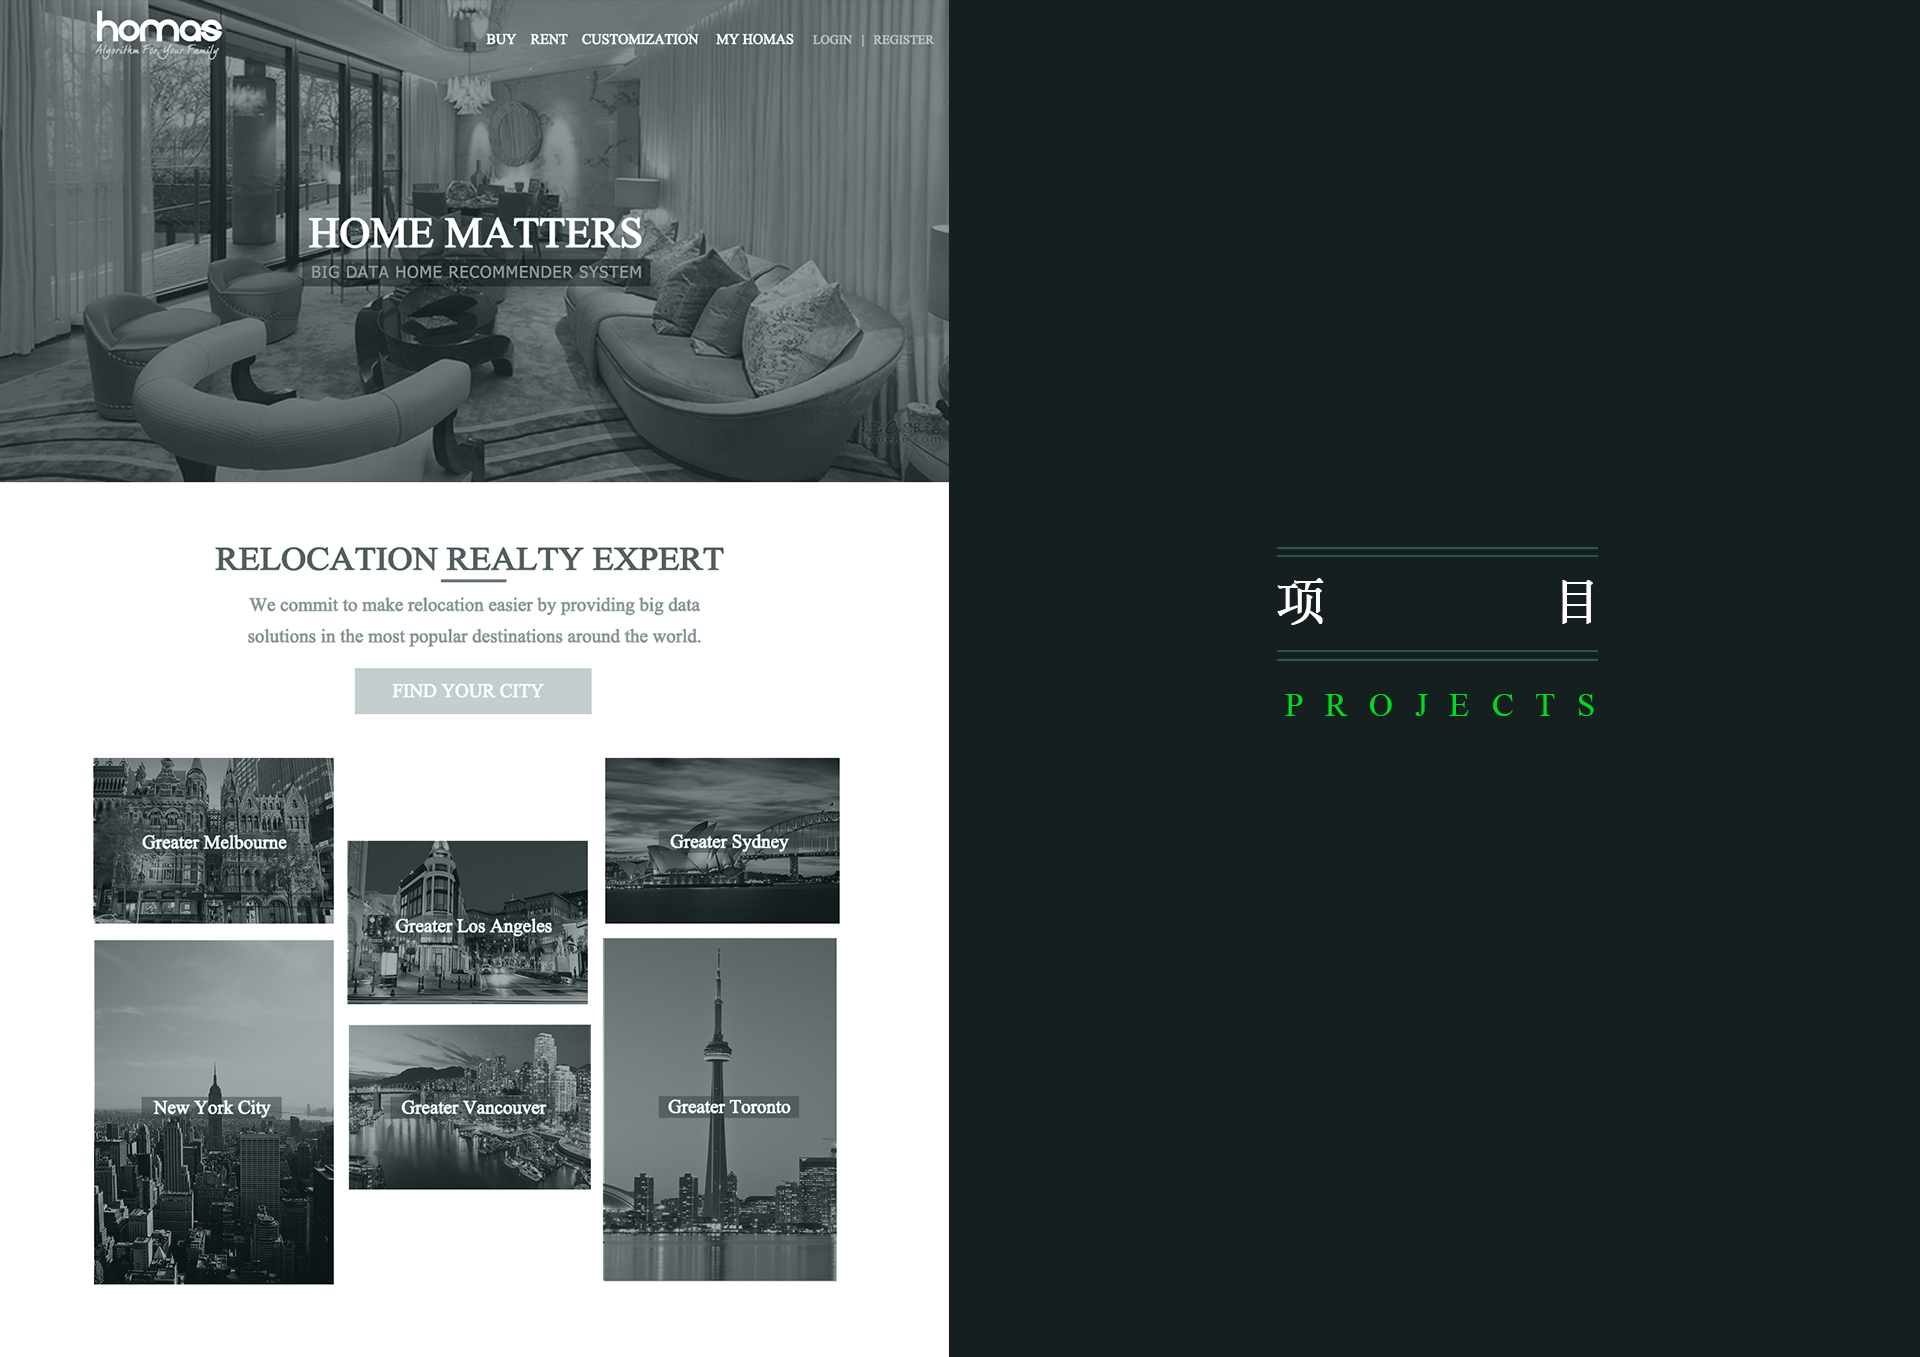 homas
Algorithm For Your Family
BUY RENT CUSTOMIZATION MY HOMAS LOGIN | REGISTER
HOME MATTERS
BIG DATA HOME RECOMMENDER SYSTEM
RELOCATION REALTY EXPERT
We commit to make relocation easier by providing big data
solutions in the most popular destinations around the world.
FIND YOUR CITY
Greater Melbourne
Greater Sydney
Greater Los Angeles
New York City
Greater Vancouver
Greater Toronto
项目
PROJECTS